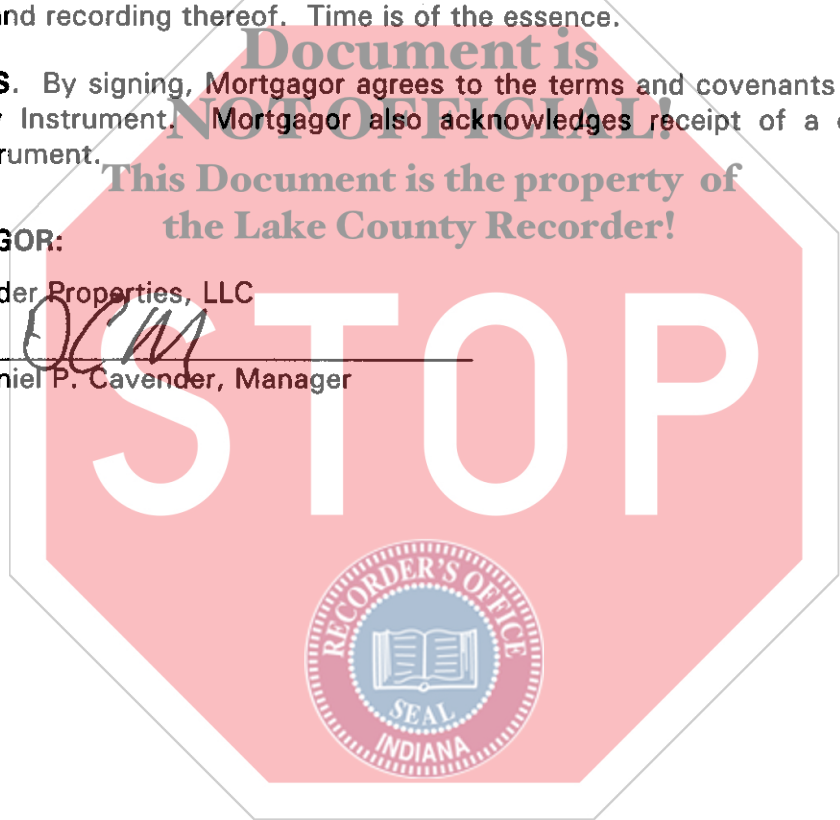 nd recording thereof. Time is of the essence.
Document is
S. By signing, Mortgagor agrees to the terms and covenants
NOT OFFICIAL!
Instrument. Mortgagor also acknowledges receipt of a
rument.
This Document is the property of
the Lake County Recorder!
GOR:
der Properties, LLC
niel P. Cavender, Manager
STOP
RECORDER'S OFFICE
SEAL
INDIANA